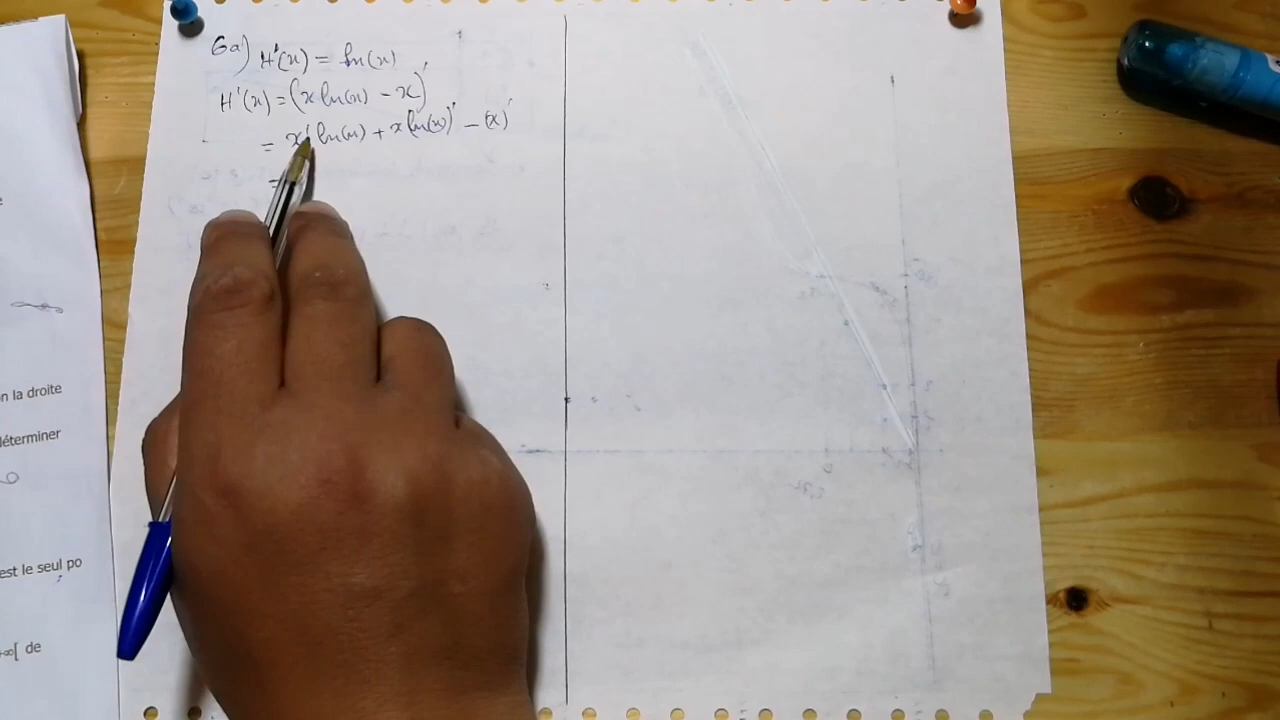 6a) H'(x) = ln(x)
H'(x) = (x ln(x) - x)'
= x' ln(x) + x (ln(x))' - (x)'
=
n la droite
déterminer
est le seul po
+∞[ de